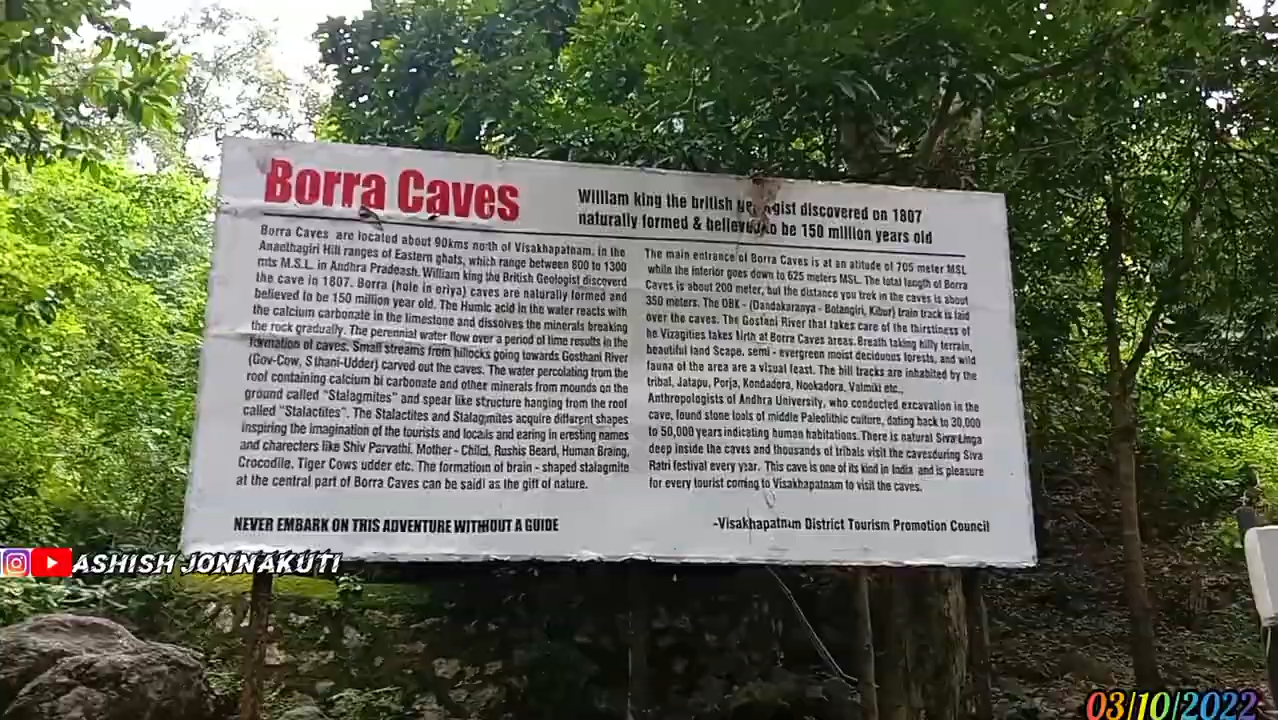 Borra Caves
William king the british gist discovered on 1807
naturally formed & believed to be 150 million years old
Borra Caves are located about 90kms north of Visakhapatnam, in the
Anaethagiri Hill ranges of Eastern ghats, which range between 800 to 1300
mts M.S.L. in Andhra Pradeash. William king the British Geologist discoverd
the cave in 1807. Borra (hole in oriya) caves are naturally formed and
believed to be 150 million year old. The Humic acid in the water reacts with
the calcium carbonate in the limestone and dissolves the minerals breaking
the rock gradually. The perennial water flow over a period of time results in the
formation of caves. Small streams from hillocks going towards Gosthani River
(Gov-Cow, Sthani-Udder) carved out the caves. The water percolating from the
roof containing calcium bi carbonate and other minerals from mounds on the
ground called "Stalagmites" and spear like structure hanging from the roof
called "Stalactites". The Stalactites and Stalagmites acquire different shapes
inspiring the imagination of the tourists and locails and earing in eresting names
and charecters like Shiv Parvathi, Mother - Child, Rushis Beard, Human Braing,
Crocodile, Tiger Cows udder etc. The formation of brain - shaped stalagmite
at the central part of Borra Caves can be saidl as the gift of nature.
The main entrance of Borra Caves is at an atitude of 705 meter MSL
while the interior goes down to 625 meters MSL. The total length of Borra
Caves is about 200 meter, but the distance you trek in the caves is about
350 meters. The OBK - (Dandakaranya - Bolangiri, Kibur) train track is laid
over the caves. The Gostani River that takes care of the thirstiness of
he Vizagities takes birth at Borra Caves areas. Breath taking hilly terrain,
beautiful land Scape, semi - evergreen moist deciduous forests, and wild
fauna of the area are a visual feast. The bill tracks are inhabited by the
tribal, Jatapu, Porja, Kondadora, Nookadora, Valmiki etc.,
Anthropologists of Andhra University, who conducted excavation in the
cave, found stone tools of middle Paleolithic culture, dating back to 30,000
to 50,000 years indicating human habitations. There is natural Siva Linga
deep inside the caves and thousands of tribals visit the cavesduring Siva
Ratri festival every year. This cave is one of its kind in India and is pleasure
for every tourist coming to Visakhapatnam to visit the caves.
NEVER EMBARK ON THIS ADVENTURE WITHOUT A GUIDE
-Visakhapatnam District Tourism Promotion Council
ASHISH JONNAKUTI
03/10/2022